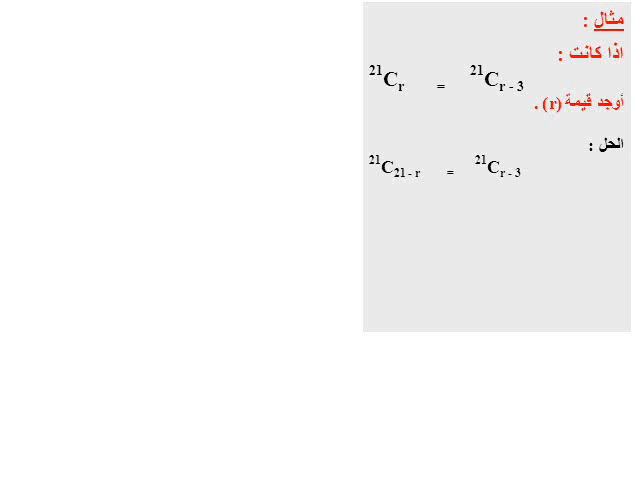 مثال :
اذا كانت :
²¹Cᵣ = ²¹Cᵣ ₋ ₃
أوجد قيمة (r) .
الحل :
²¹C₂₁ ₋ ᵣ = ²¹Cᵣ ₋ ₃